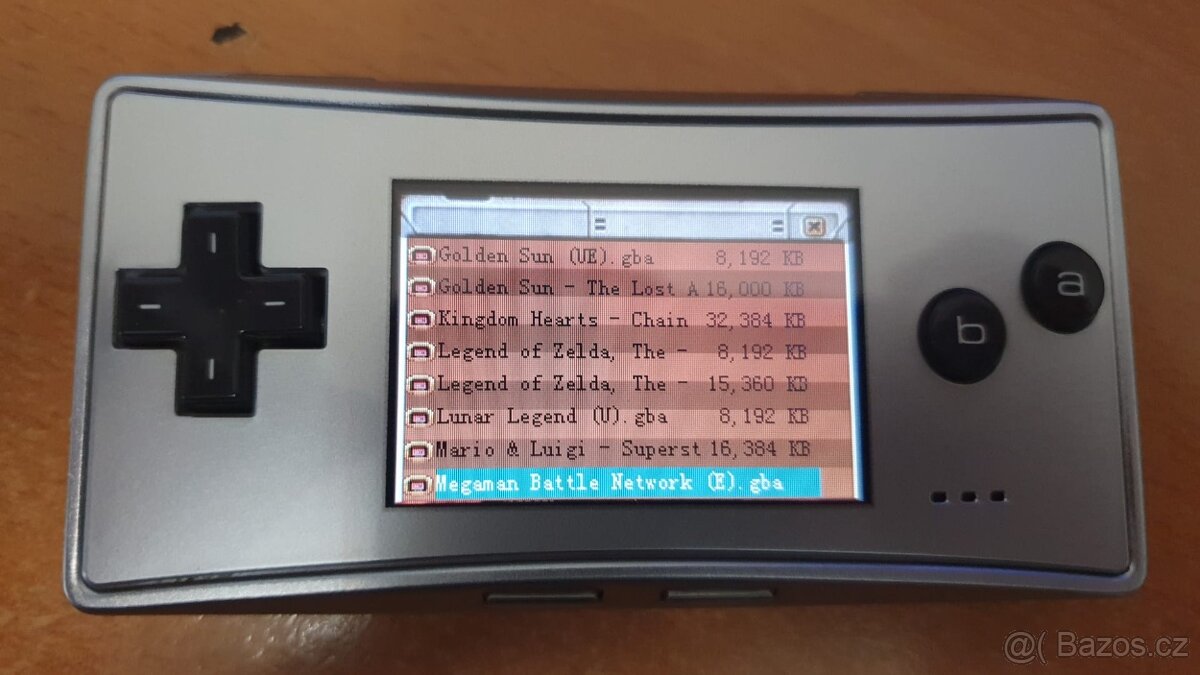 Golden Sun (UE).gba 8,192 KB
Golden Sun - The Lost A 16,000 KB
Kingdom Hearts - Chain 32,384 KB
Legend of Zelda, The - 8,192 KB
Legend of Zelda, The - 15,360 KB
Lunar Legend (U).gba 8,192 KB
Mario & Luigi - Superst 16,384 KB
Megaman Battle Network (E).gba
a
b
@( Bazos.cz